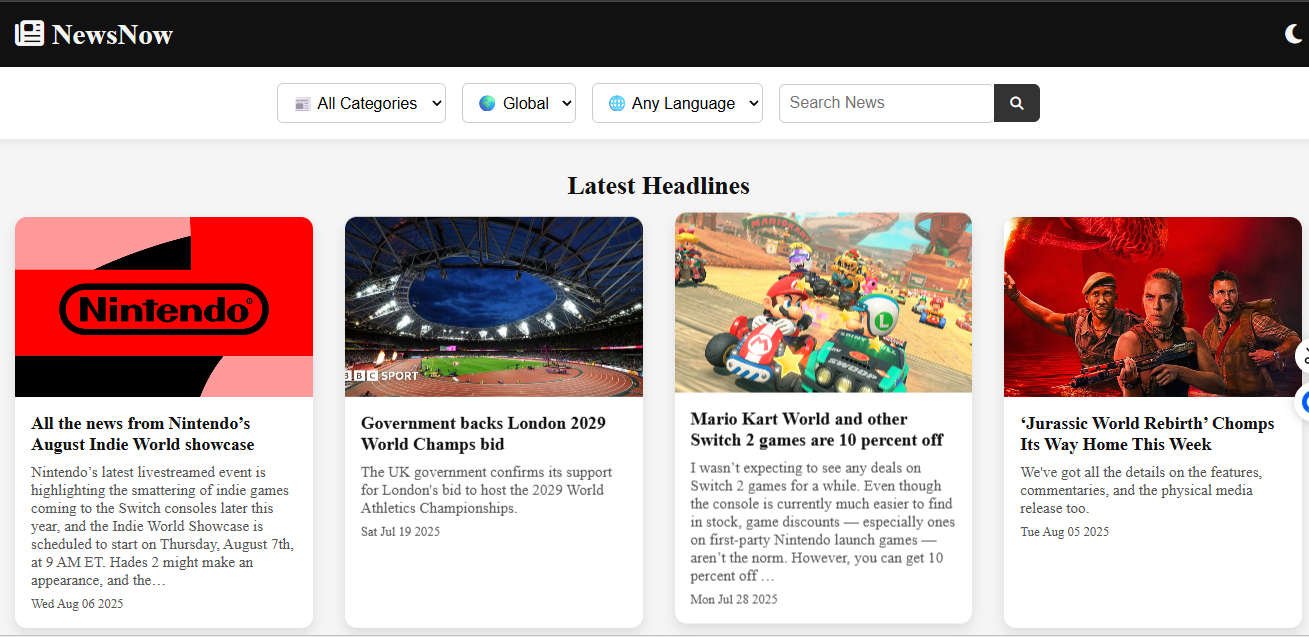 NewsNow
All Categories
Global
Any Language
Search News
Latest Headlines
Nintendo®
All the news from Nintendo’s
August Indie World showcase
Nintendo’s latest livestreamed event is
highlighting the smattering of indie games
coming to the Switch consoles later this
year, and the Indie World Showcase is
scheduled to start on Thursday, August 7th,
at 9 AM ET. Hades 2 might make an
appearance, and the…
Wed Aug 06 2025
BBC SPORT
Government backs London 2029
World Champs bid
The UK government confirms its support
for London's bid to host the 2029 World
Athletics Championships.
Sat Jul 19 2025
Mario Kart World and other
Switch 2 games are 10 percent off
I wasn’t expecting to see any deals on
Switch 2 games for a while. Even though
the console is currently much easier to find
in stock, game discounts — especially ones
on first-party Nintendo launch games —
aren’t the norm. However, you can get 10
percent off …
Mon Jul 28 2025
‘Jurassic World Rebirth’ Chomps
Its Way Home This Week
We've got all the details on the features,
commentaries, and the physical media
release too.
Tue Aug 05 2025